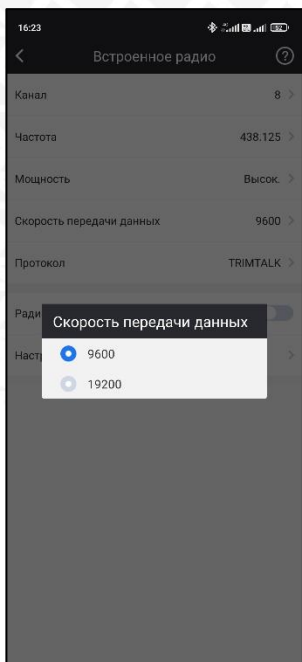 16:23
Встроенное радио
Канал 8
Частота 438.125
Мощность Высок.
Скорость передачи данных 9600
Протокол TRIMTALK
Ради
Скорость передачи данных
Наст
9600
19200